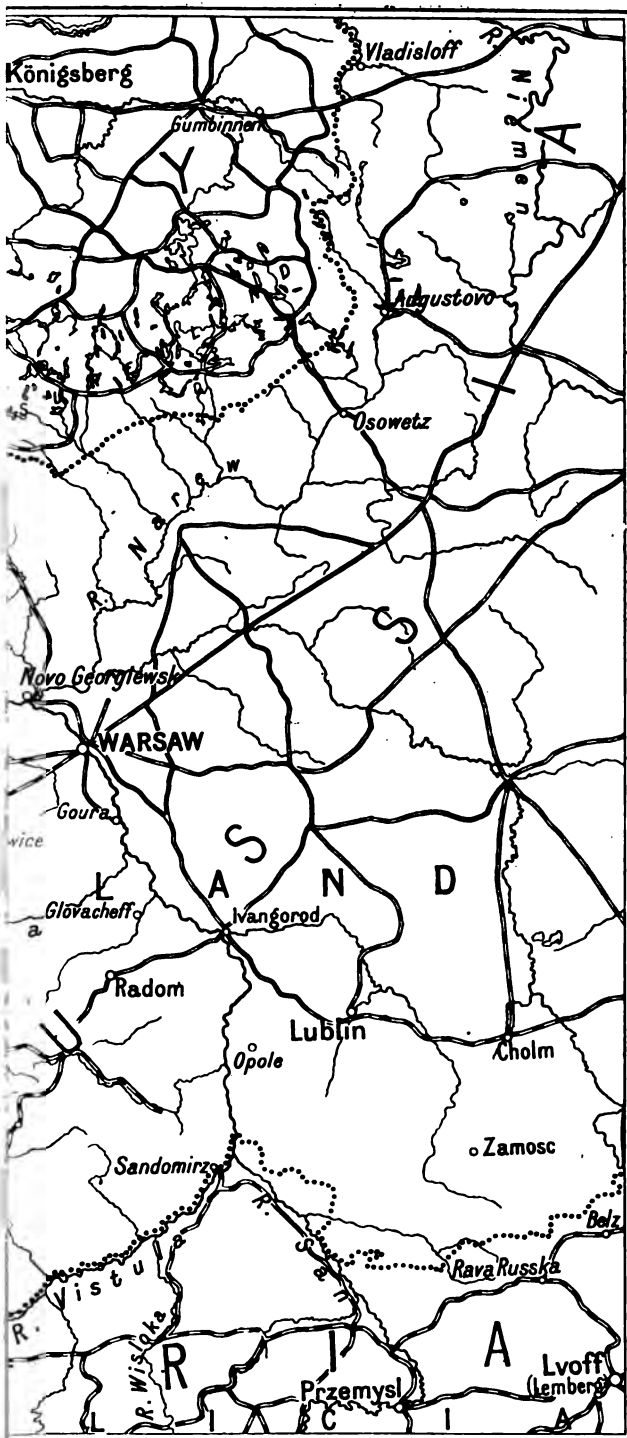 Königsberg
Vladisloff
R. Niemen
Gumbinnen
Y
A
Augustovo
I
Osowetz
R. Narew
S
Novo Georgiewsk
WARSAW
Goura
wice
S
L A N D
Glovacheff
a
Ivangorod
Radom
U
Lublin
Opole
Cholm
Sandomirz
Zamosc
R. San
Belz
R. Vistula
Rava Russka
R. Wisloka
R I A
Lvoff
(Lemberg)
Przemysl
L I C I A